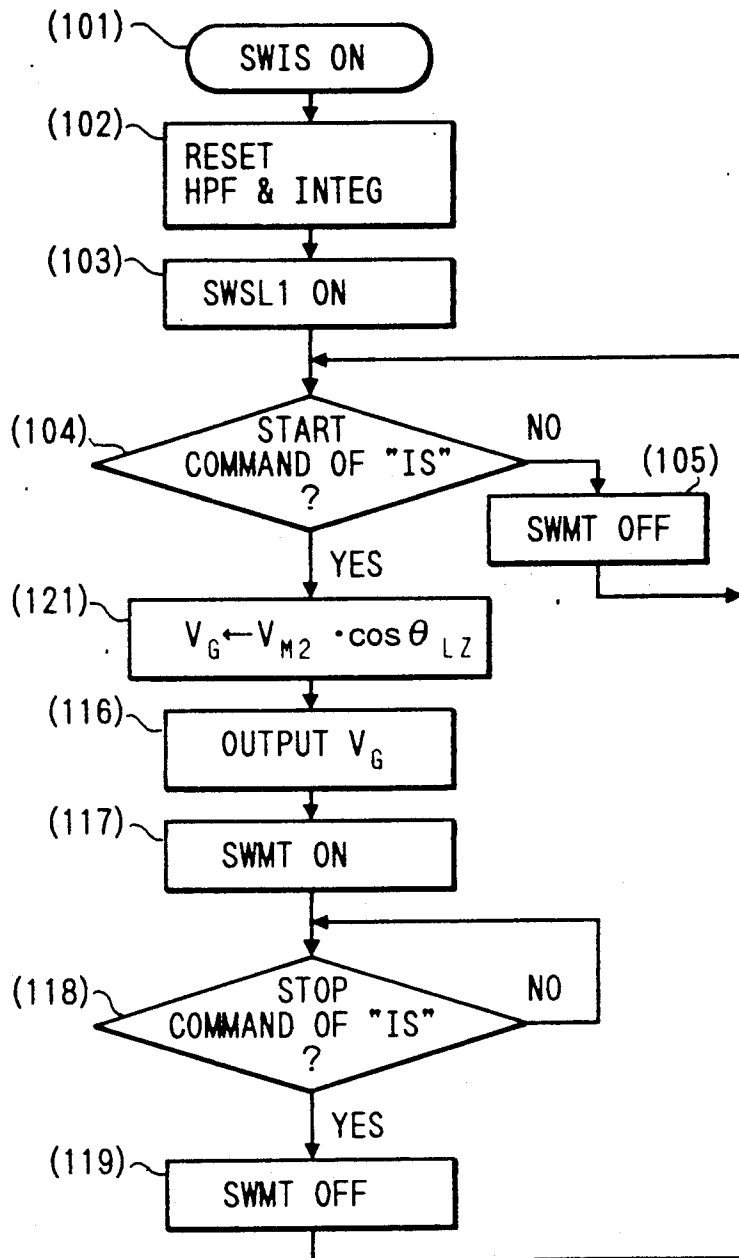 (101)
SWIS ON
(102)
RESET
HPF & INTEG
(103)
SWSL1 ON
(104)
START
COMMAND OF "IS"
?
NO
(105)
SWMT OFF
YES
(121)
V_G←V_M2 ·cosθ_LZ
(116)
OUTPUT V_G
(117)
SWMT ON
(118)
STOP
COMMAND OF "IS"
?
NO
YES
(119)
SWMT OFF